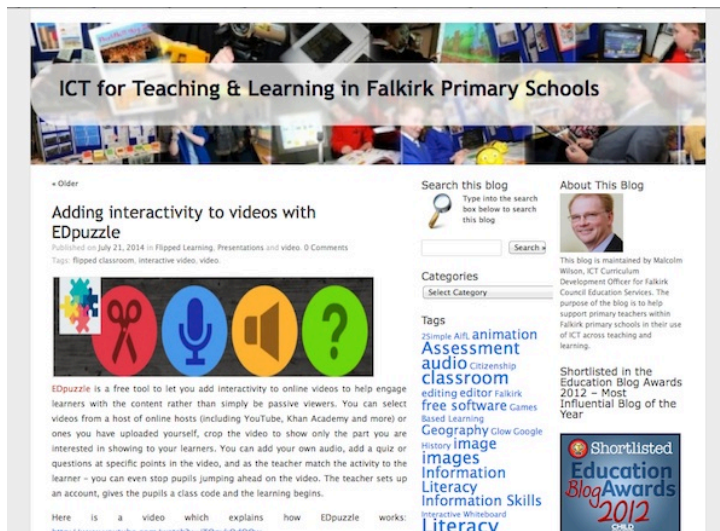 ICT for Teaching & Learning in Falkirk Primary Schools
« Older
Adding interactivity to videos with
EDpuzzle
Published on July 21, 2014 in Flipped Learning, Presentations and video. 0 Comments
Tags: flipped classroom, interactive video, video.
EDpuzzle is a free tool to let you add interactivity to online videos to help engage
learners with the content rather than simply be passive viewers. You can select
videos from a host of online hosts (including YouTube, Khan Academy and more) or
ones you have uploaded yourself, crop the video to show only the part you are
interested in showing to your learners. You can add your own audio, add a quiz or
questions at specific points in the video, and as the teacher match the activity to the
learner – you can even stop pupils jumping ahead on the video. The teacher sets up
an account, gives the pupils a class code and the learning begins.
Here is a video which explains how EDpuzzle works:
Search this blog
Type into the search
box below to search
this blog
Search »
Categories
Select Category
Tags
2Simple AifL animation
Assessment
audio Citizenship
classroom
editing editor Falkirk
free software Games
Based Learning
Geography Glow Google
History image
images
Information
Literacy
Information Skills
Interactive Whiteboard
Literacy
About This Blog
This blog is maintained by Malcolm
Wilson, ICT Curriculum
Development Officer for Falkirk
Council Education Services. The
purpose of the blog is to help
support primary teachers within
Falkirk primary schools in their use
of ICT across teaching and
learning.
Shortlisted in the
Education Blog Awards
2012 – Most
Influential Blog of the
Year
Shortlisted
Education
BlogAwards
2012
CHILD